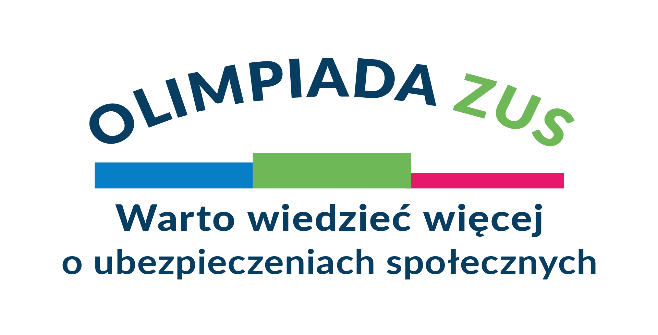 OLIMPIADA ZUS
Warto wiedzieć więcej
o ubezpieczeniach społecznych